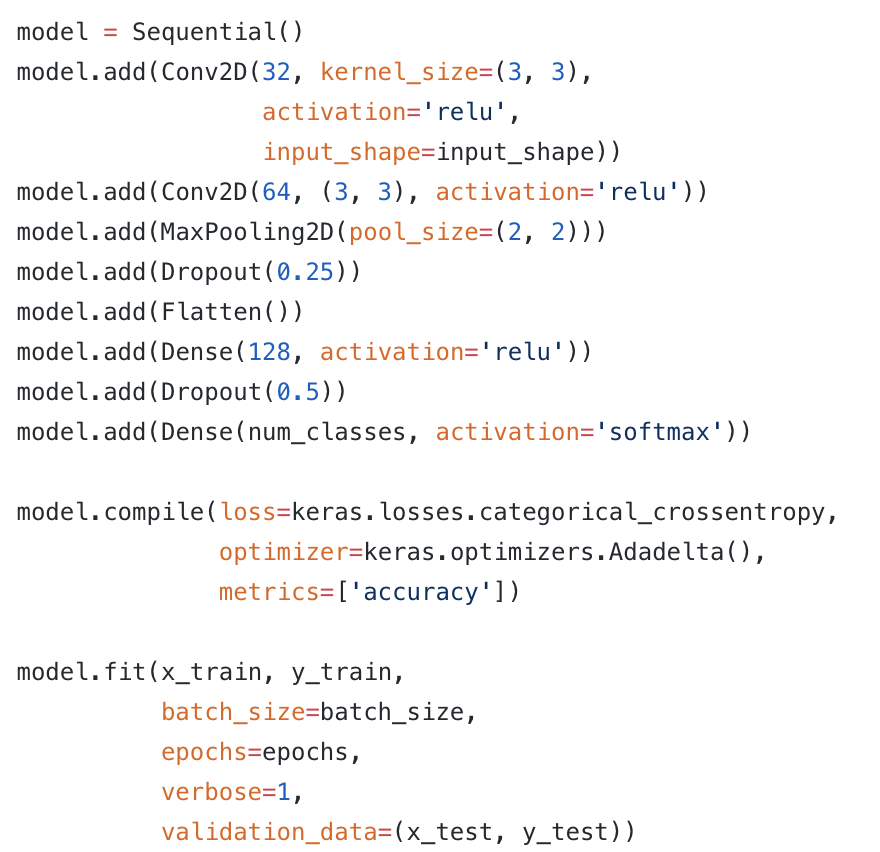 model = Sequential()
model.add(Conv2D(32, kernel_size=(3, 3),
                 activation='relu',
                 input_shape=input_shape))
model.add(Conv2D(64, (3, 3), activation='relu'))
model.add(MaxPooling2D(pool_size=(2, 2)))
model.add(Dropout(0.25))
model.add(Flatten())
model.add(Dense(128, activation='relu'))
model.add(Dropout(0.5))
model.add(Dense(num_classes, activation='softmax'))

model.compile(loss=keras.losses.categorical_crossentropy,
              optimizer=keras.optimizers.Adadelta(),
              metrics=['accuracy'])

model.fit(x_train, y_train,
          batch_size=batch_size,
          epochs=epochs,
          verbose=1,
          validation_data=(x_test, y_test))